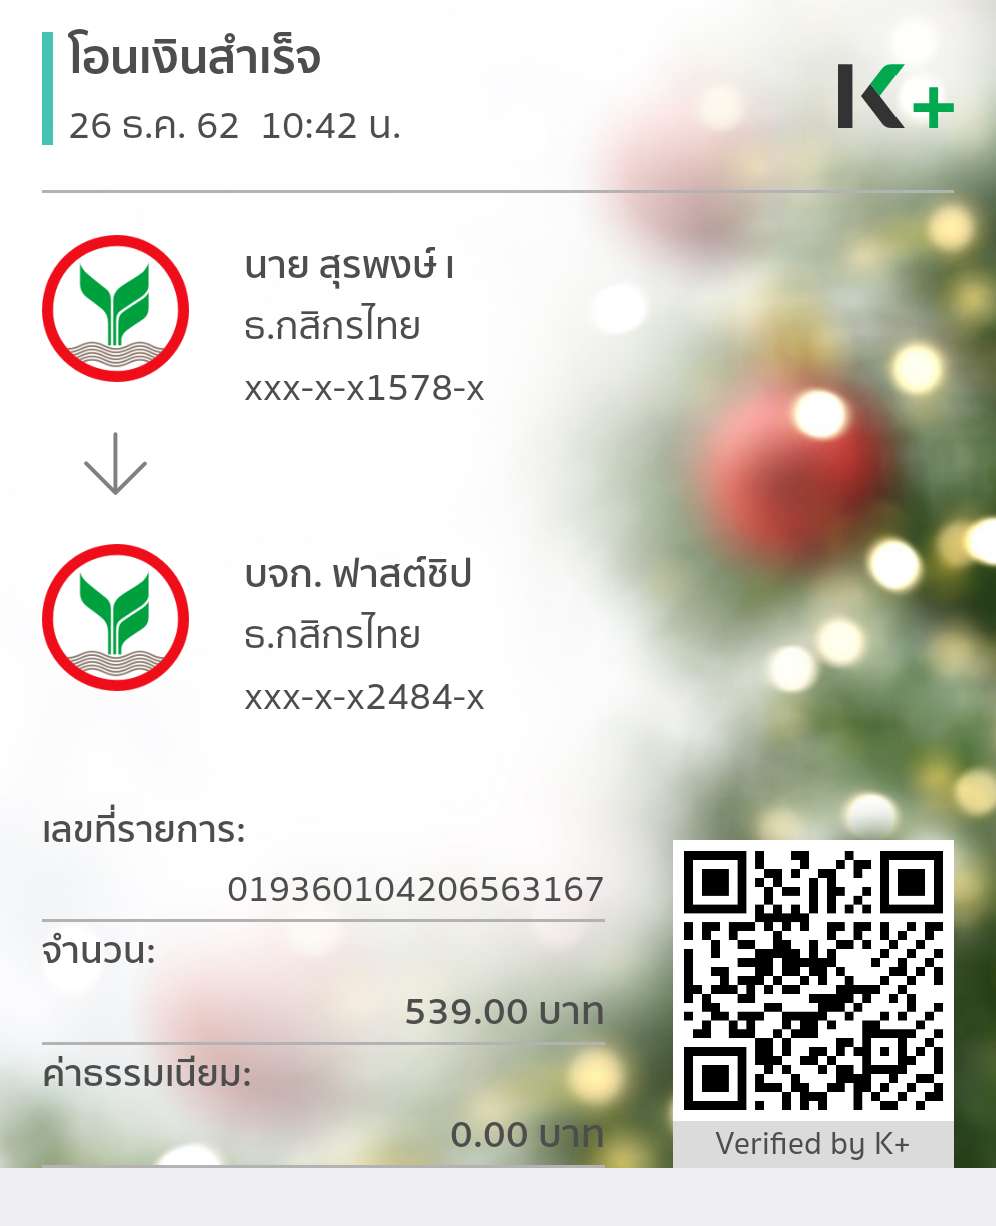 โอนเงินสำเร็จ
26 ธ.ค. 62 10:42 น.
K+
นาย สุรพงษ์ เ
ธ.กสิกรไทย
xxx-x-x1578-x
บจก. ฟาสต์ชิป
ธ.กสิกรไทย
xxx-x-x2484-x
เลขที่รายการ:
019360104206563167
จำนวน:
539.00 บาท
ค่าธรรมเนียม:
0.00 บาท
Verified by K+